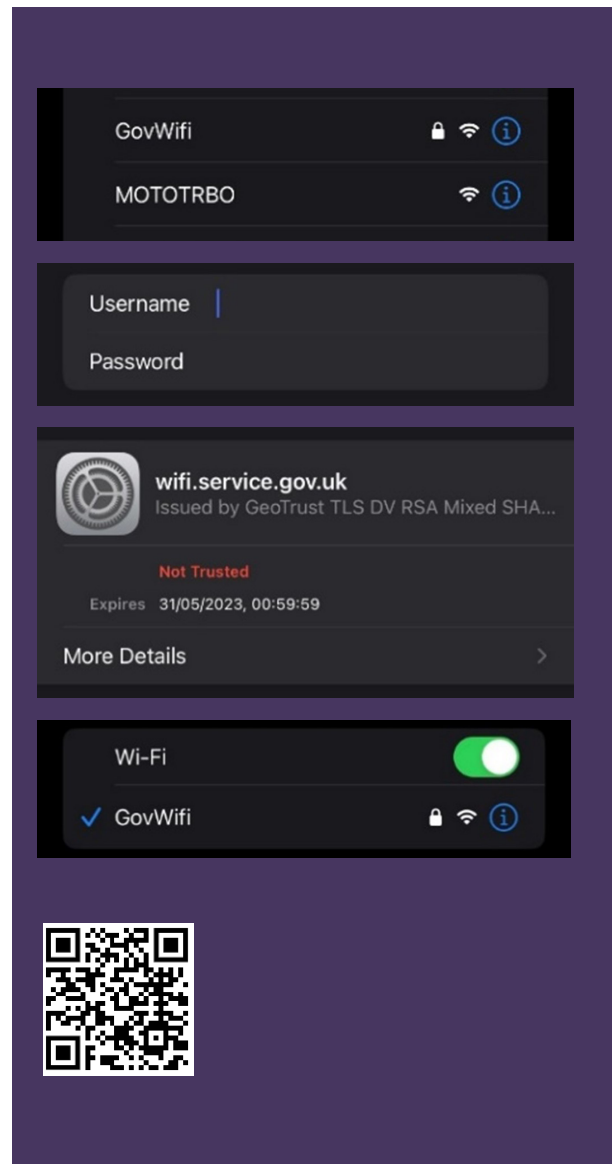 GovWifi
MOTOTRBO
Username
Password
wifi.service.gov.uk
Issued by GeoTrust TLS DV RSA Mixed SHA...
Not Trusted
Expires 31/05/2023, 00:59:59
More Details
Wi-Fi
GovWifi